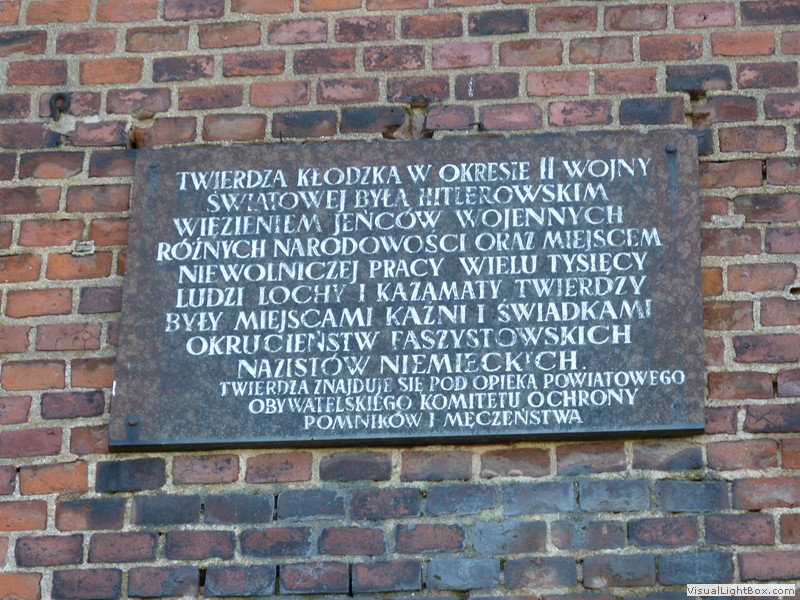 TWIERDZA KŁODZKA W OKRESIE II WOJNY
ŚWIATOWEJ BYŁA HITLEROWSKIM
WIĘZIENIEM JEŃCÓW WOJENNYCH
RÓŻNYCH NARODOWOŚCI ORAZ MIEJSCEM
NIEWOLNICZEJ PRACY WIELU TYSIĘCY
LUDZI LOCHY I KAZAMATY TWIERDZY
BYŁY MIEJSCAMI KAŹNI I ŚWIADKAMI
OKRUCIEŃSTW FASZYSTOWSKICH
NAZISTÓW NIEMIECKICH.
TWIERDZA ZNAJDUJE SIĘ POD OPIEKĄ POWIATOWEGO
OBYWATELSKIEGO KOMITETU OCHRONY
POMNIKÓW I MĘCZEŃSTWA
VisualLightBox.com